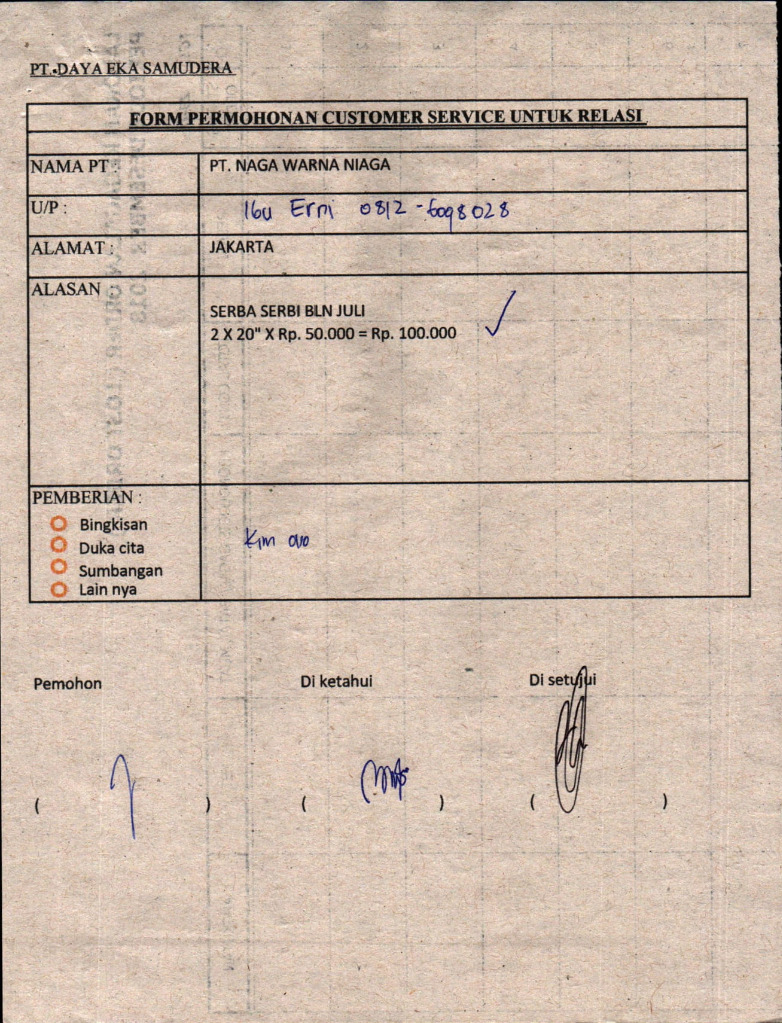 PT. DAYA EKA SAMUDERA
FORM PERMOHONAN CUSTOMER SERVICE UNTUK RELASI
NAMA PT : PT. NAGA WARNA NIAGA
U/P : Ibu Erni 0812-6098028
ALAMAT : JAKARTA
ALASAN
SERBA SERBI BLN JULI
2 X 20" X Rp. 50.000 = Rp. 100.000
PEMBERIAN :
Bingkisan
Duka cita
Sumbangan
Lain nya
Pemohon Di ketahui Di setujui
( ) ( ) ( )